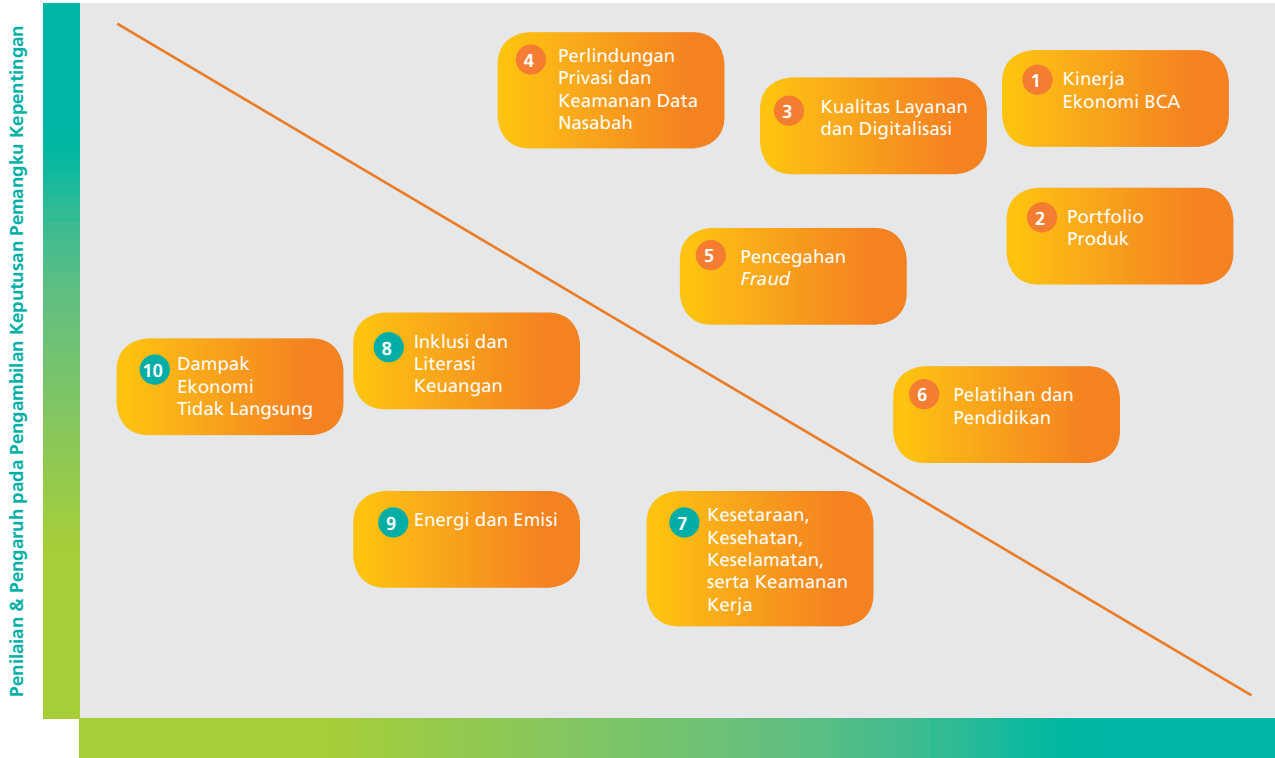 Penilaian & Pengaruh pada Pengambilan Keputusan Pemangku Kepentingan
4
Perlindungan
Privasi dan
Keamanan Data
Nasabah
3
Kualitas Layanan
dan Digitalisasi
1
Kinerja
Ekonomi BCA
2
Portfolio
Produk
5
Pencegahan
Fraud
8
Inklusi dan
Literasi
Keuangan
10
Dampak
Ekonomi
Tidak Langsung
6
Pelatihan dan
Pendidikan
9
Energi dan Emisi
7
Kesetaraan,
Kesehatan,
Keselamatan,
serta Keamanan
Kerja